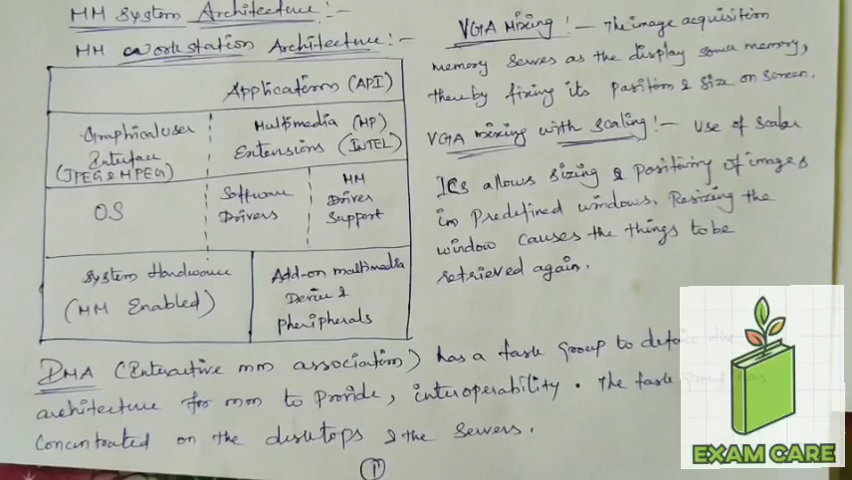 MM System Architecture :-
MM Workstation Architecture :-
Applications (API)
Graphical user
Interface
(JPEG & MPEG)
Multimedia (MP)
Extensions (INTEL)
OS
Software
Drivers
MM
Driver
Support
System Hardware
(MM Enabled)
Add-on multimedia
Device &
pheripherals
IMA (Interactive mm association) has a task group to define the
architecture for mm to provide, interoperability. The task group has
concentrated on the desktops & the servers.
1
VGA Mixing :- The image acquisition
memory serves as the display source memory,
thereby fixing its position & size on screen.
VGA mixing with scaling :- Use of scalar
ICs allows sizing & positioning of images
in predefined windows. Resizing the
window causes the things to be
retrieved again.
EXAM CARE